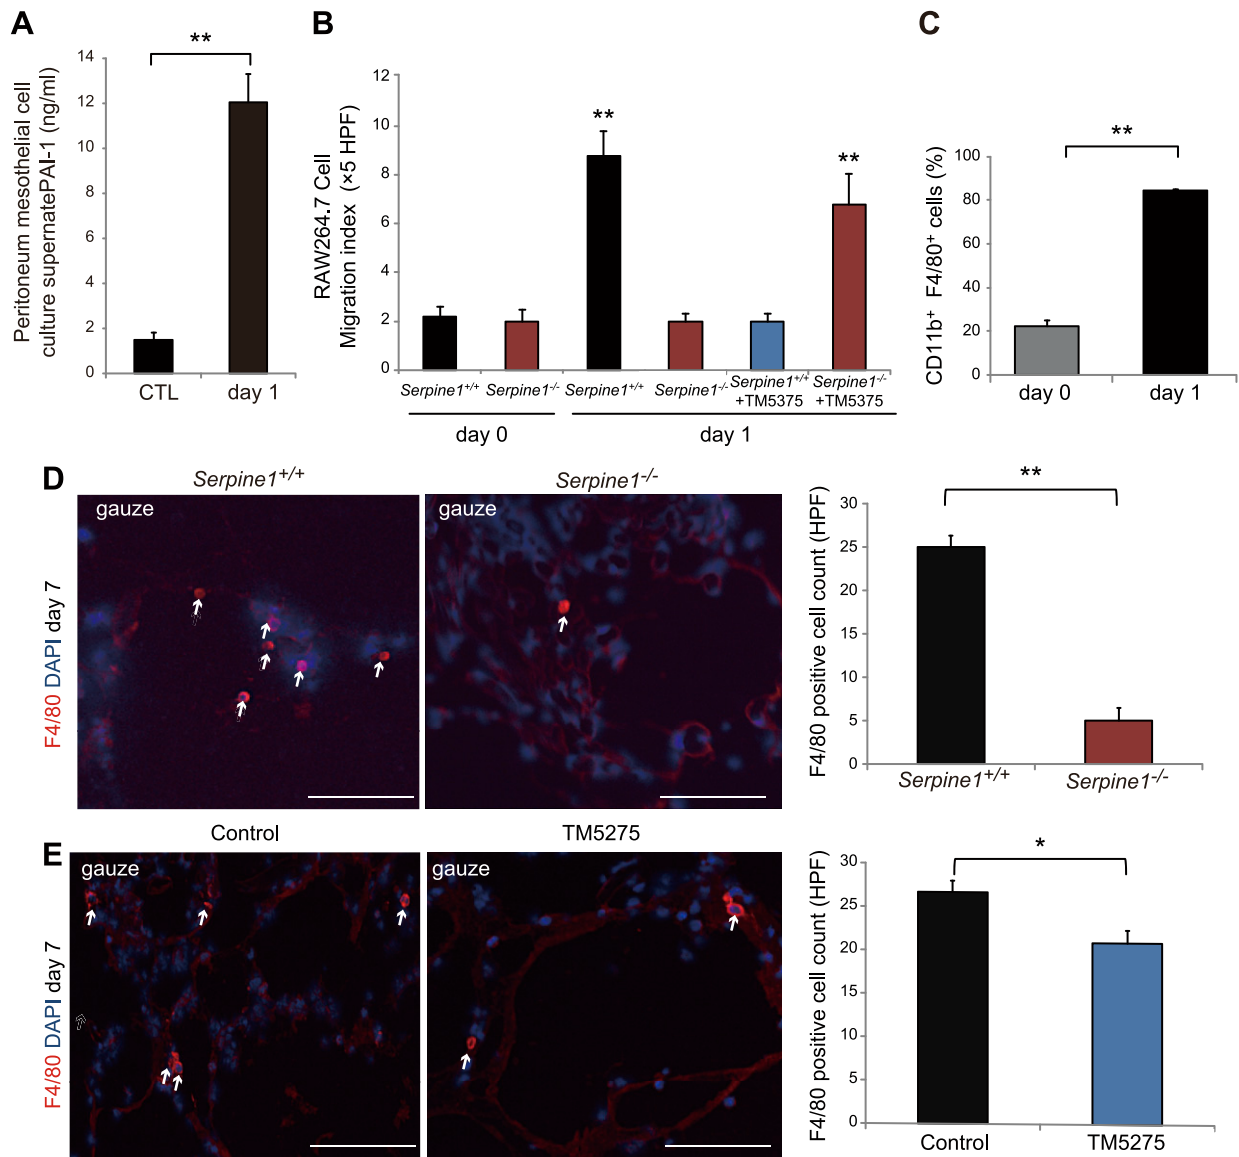 A
**
Peritoneum mesothelial cell
culture supernatePAI-1 (ng/ml)
14
12
10
8
6
4
2
0
CTL
day 1
B
RAW264.7 Cell
Migration index (×5 HPF)
12
10
8
6
4
2
0
**
**
Serpine1+/+
Serpine1-/-
Serpine1+/+
Serpine1-/-
Serpine1+/+
+TM5375
Serpine1-/-
+TM5375
day 0
day 1
C
**
CD11b+ F4/80+ cells (%)
100
80
60
40
20
0
day 0
day 1
D
Serpine1+/+
Serpine1-/-
F4/80 DAPI day 7
gauze
gauze
**
F4/80 positive cell count (HPF)
30
25
20
15
10
5
0
Serpine1+/+
Serpine1-/-
E
Control
TM5275
F4/80 DAPI day 7
gauze
gauze
*
F4/80 positive cell count (HPF)
30
25
20
15
10
5
0
Control
TM5275